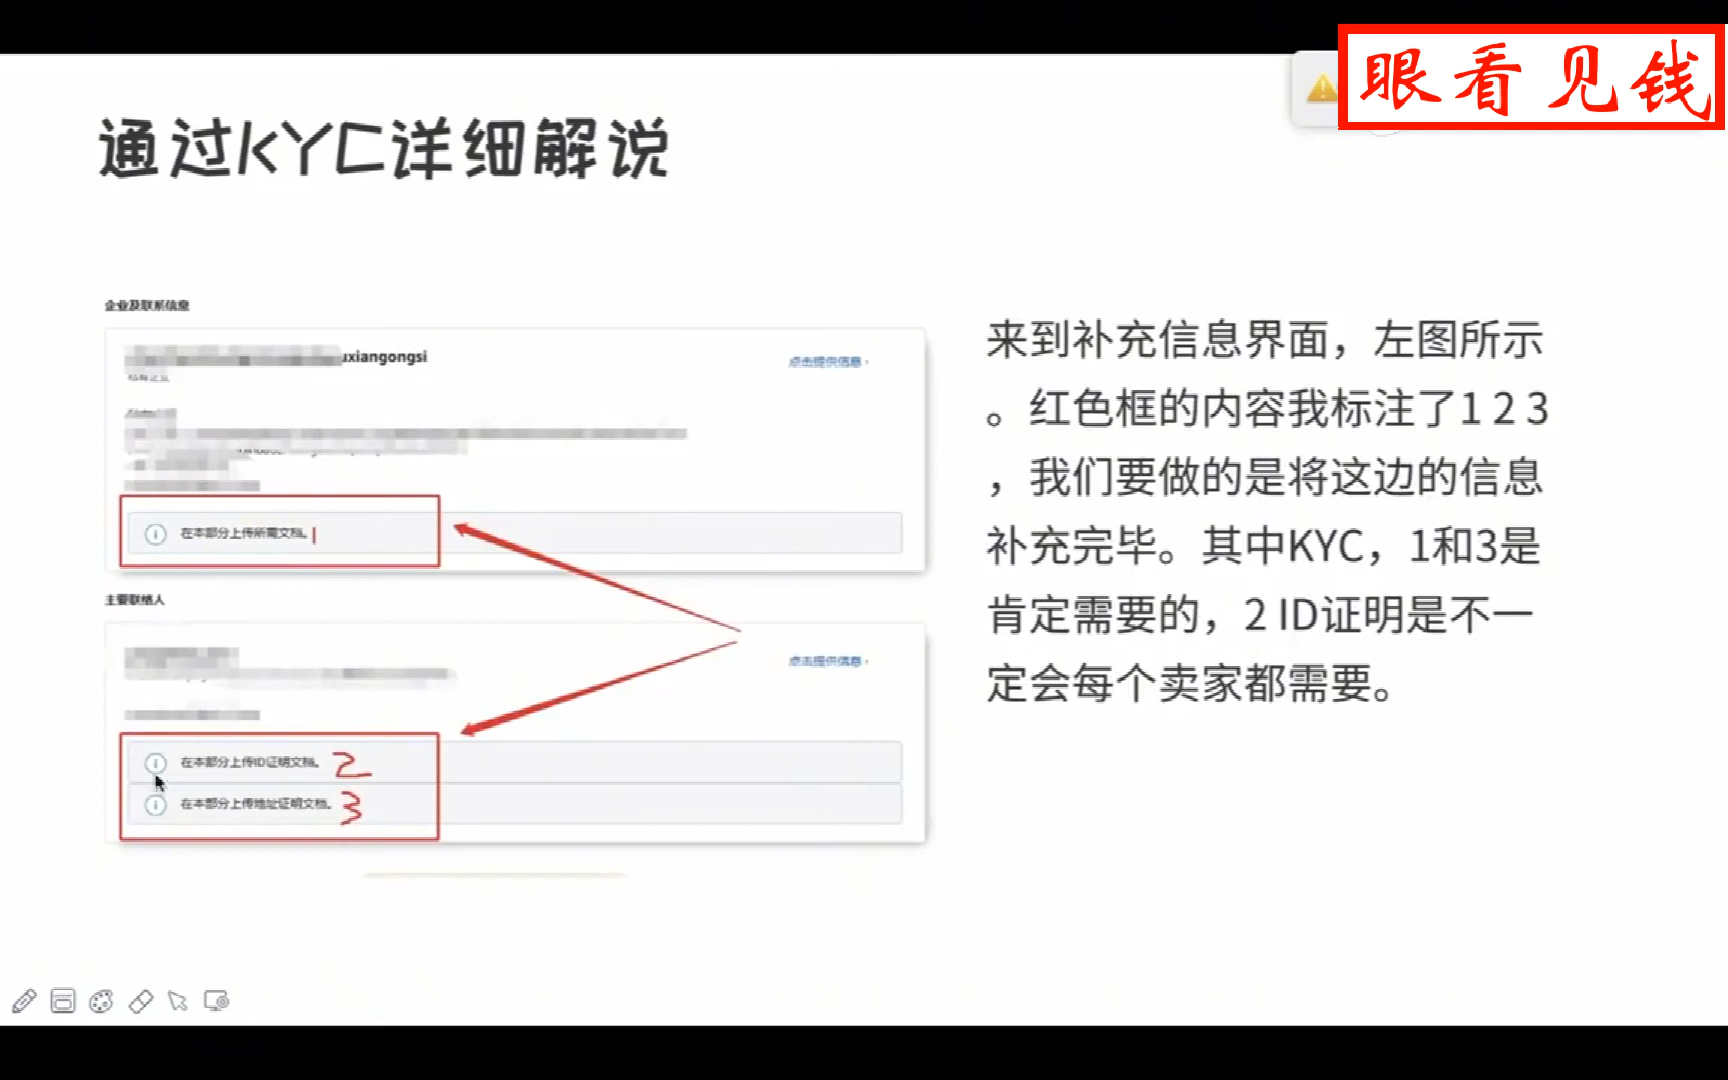 眼看见钱
通过KYC详细解说
企业及联系信息
uxiangongsi
点击提供信息
在本部分上传所需文档。1
主要联络人
点击提供信息
在本部分上传ID证明文档。 2
在本部分上传地址证明文档。 3
来到补充信息界面，左图所示
。红色框的内容我标注了1 2 3
，我们要做的是将这边的信息
补充完毕。其中KYC，1和3是
肯定需要的，2 ID证明是不一
定会每个卖家都需要。